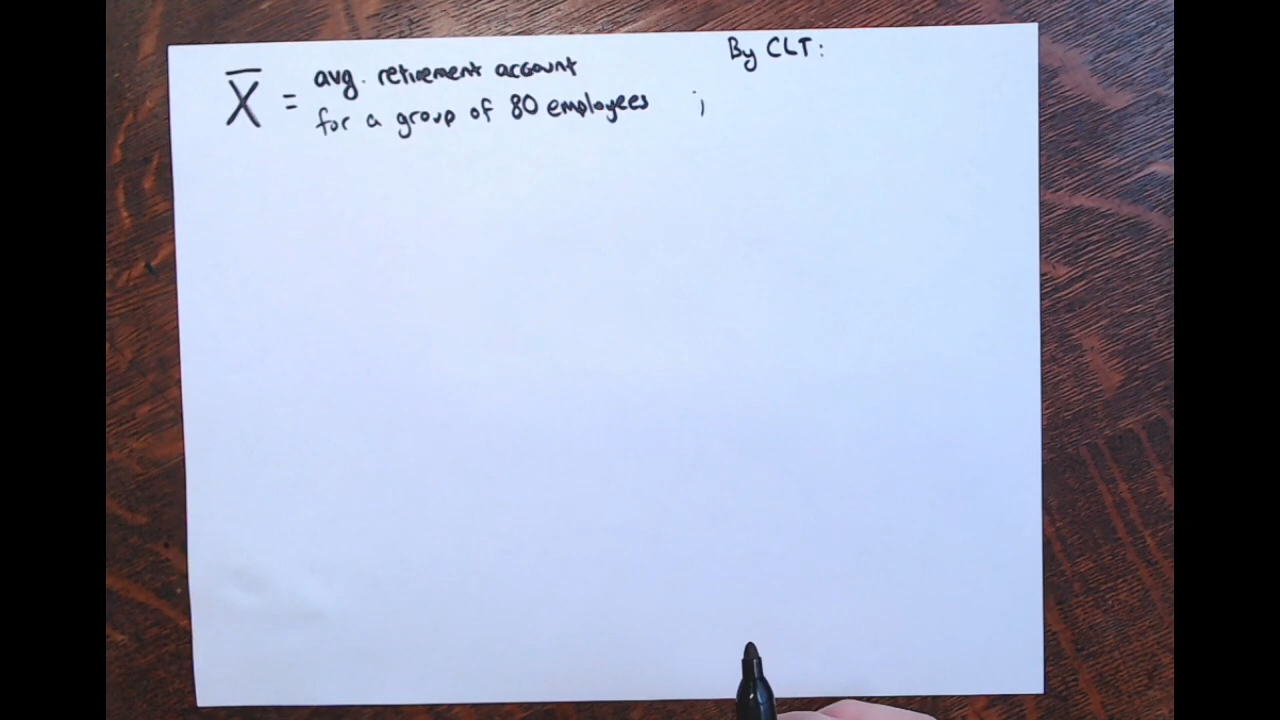 X̄ = avg. retirement account
for a group of 80 employees ;
By CLT: